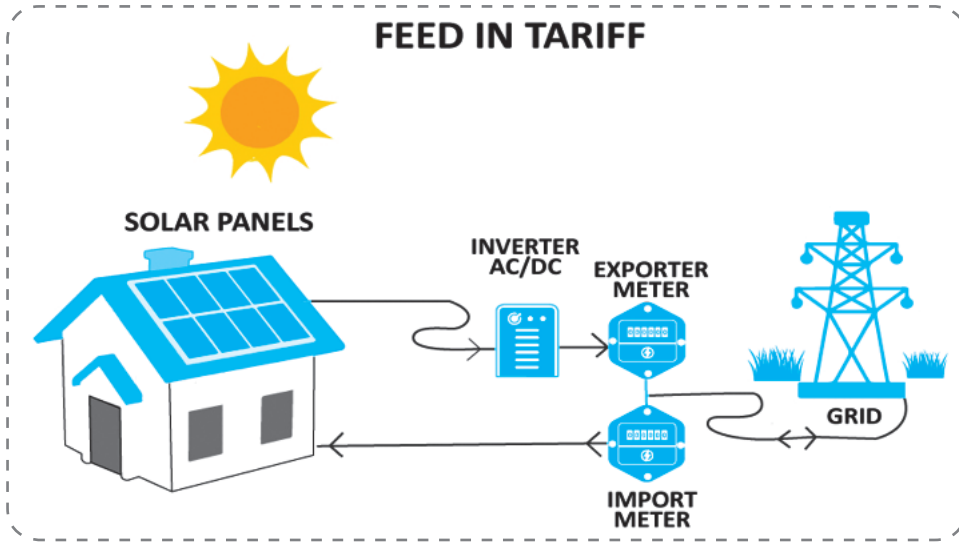 FEED IN TARIFF
SOLAR PANELS
INVERTER
AC/DC
EXPORTER
METER
GRID
IMPORT
METER